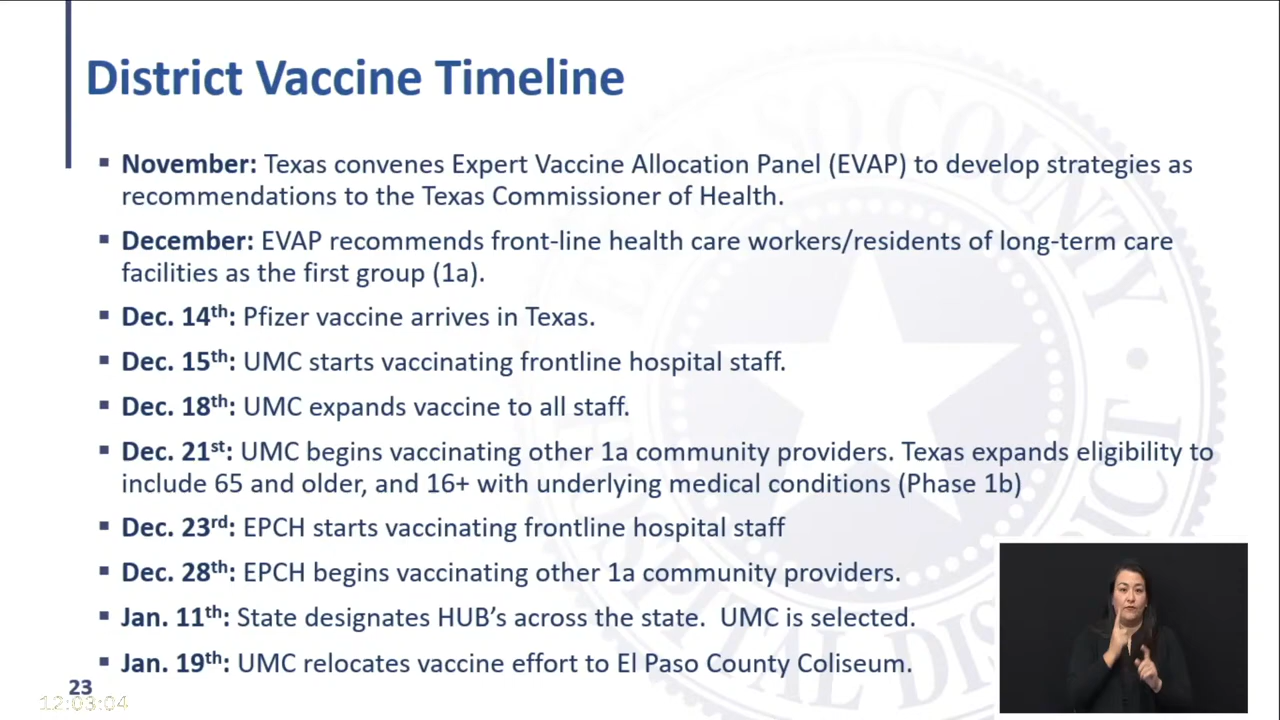 District Vaccine Timeline
▪ November: Texas convenes Expert Vaccine Allocation Panel (EVAP) to develop strategies as
recommendations to the Texas Commissioner of Health.
▪ December: EVAP recommends front-line health care workers/residents of long-term care
facilities as the first group (1a).
▪ Dec. 14th: Pfizer vaccine arrives in Texas.
▪ Dec. 15th: UMC starts vaccinating frontline hospital staff.
▪ Dec. 18th: UMC expands vaccine to all staff.
▪ Dec. 21st: UMC begins vaccinating other 1a community providers. Texas expands eligibility to
include 65 and older, and 16+ with underlying medical conditions (Phase 1b)
▪ Dec. 23rd: EPCH starts vaccinating frontline hospital staff
▪ Dec. 28th: EPCH begins vaccinating other 1a community providers.
▪ Jan. 11th: State designates HUB’s across the state.  UMC is selected.
▪ Jan. 19th: UMC relocates vaccine effort to El Paso County Coliseum.
23
12:03:04